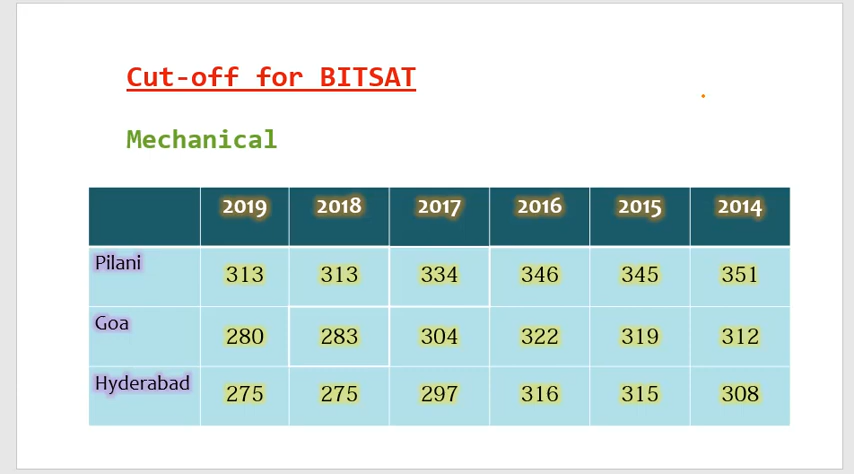 Cut-off for BITSAT
Mechanical
2019 2018 2017 2016 2015 2014
Pilani 313 313 334 346 345 351
Goa 280 283 304 322 319 312
Hyderabad 275 275 297 316 315 308